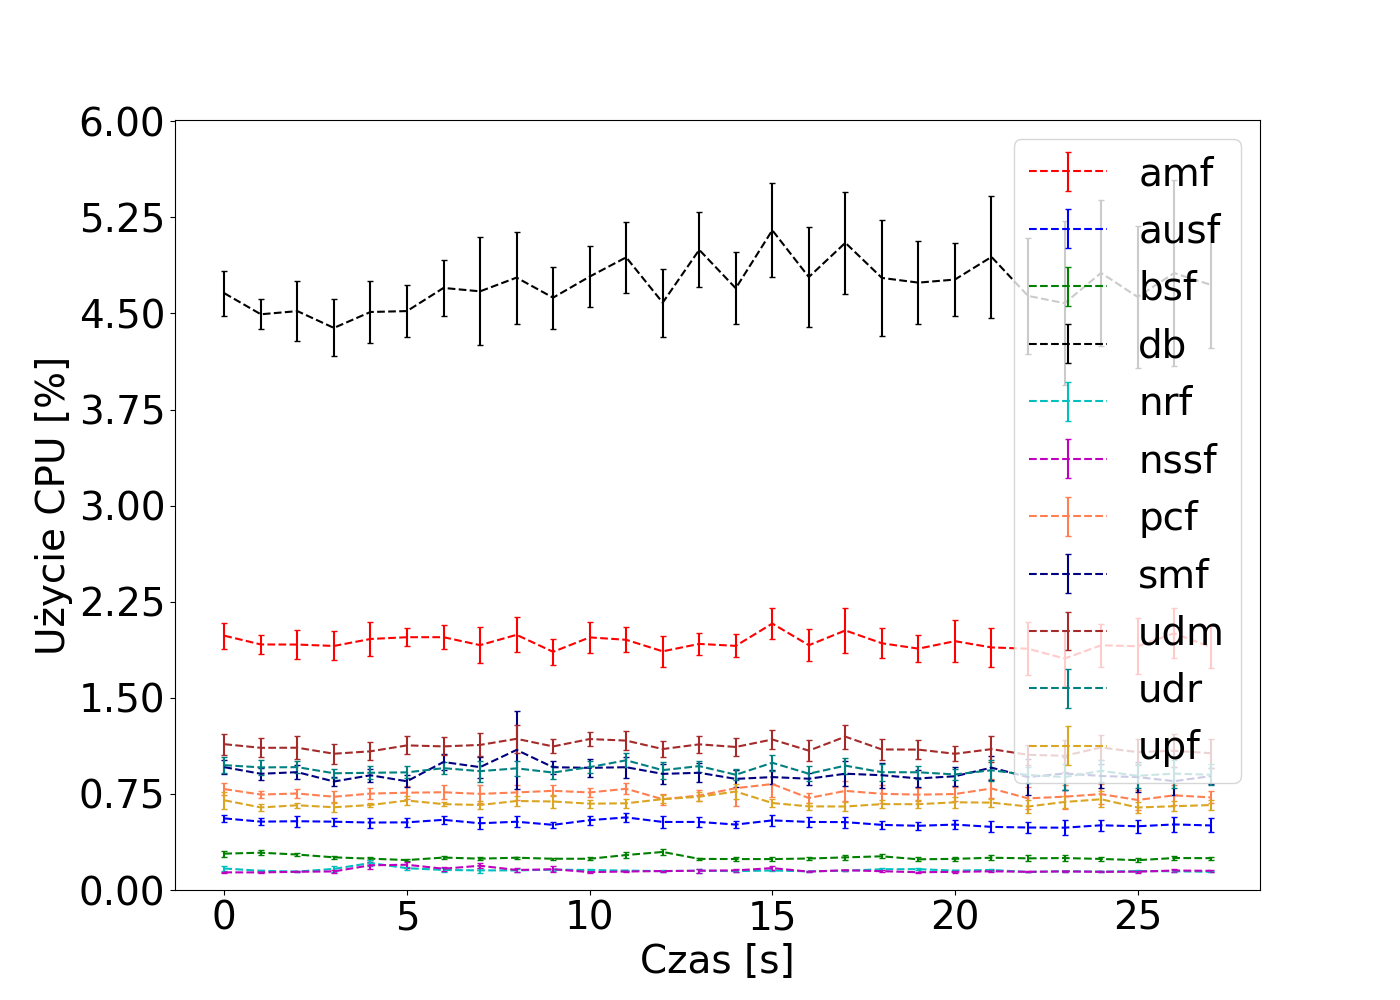 6.00
5.25
4.50
3.75
3.00
2.25
1.50
0.75
0.00
Użycie CPU [%]
amf
ausf
bsf
db
nrf
nssf
pcf
smf
udm
udr
upf
0 5 10 15 20 25
Czas [s]